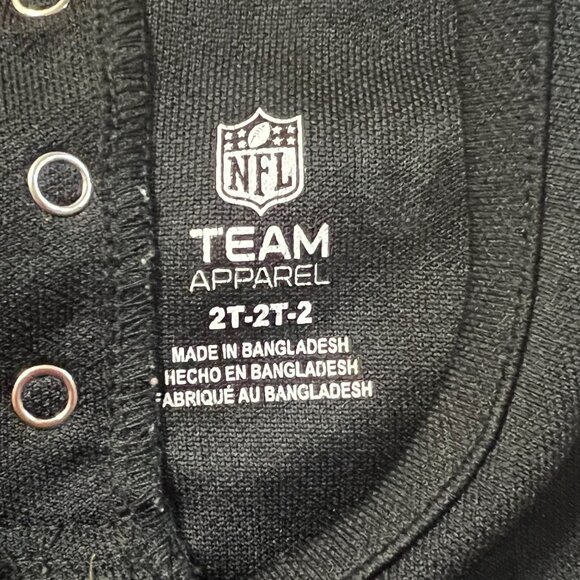 NFL
TEAM
APPAREL
2T-2T-2
MADE IN BANGLADESH
HECHO EN BANGLADESH
FABRIQUÉ AU BANGLADESH